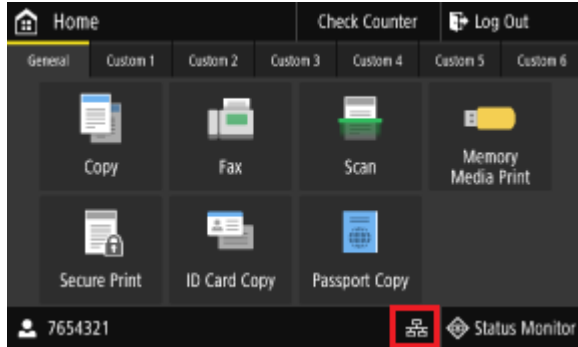 Home
Check Counter
Log Out
General
Custom 1
Custom 2
Custom 3
Custom 4
Custom 5
Custom 6
Copy
Fax
Scan
Memory
Media Print
Secure Print
ID Card Copy
Passport Copy
7654321
Status Monitor